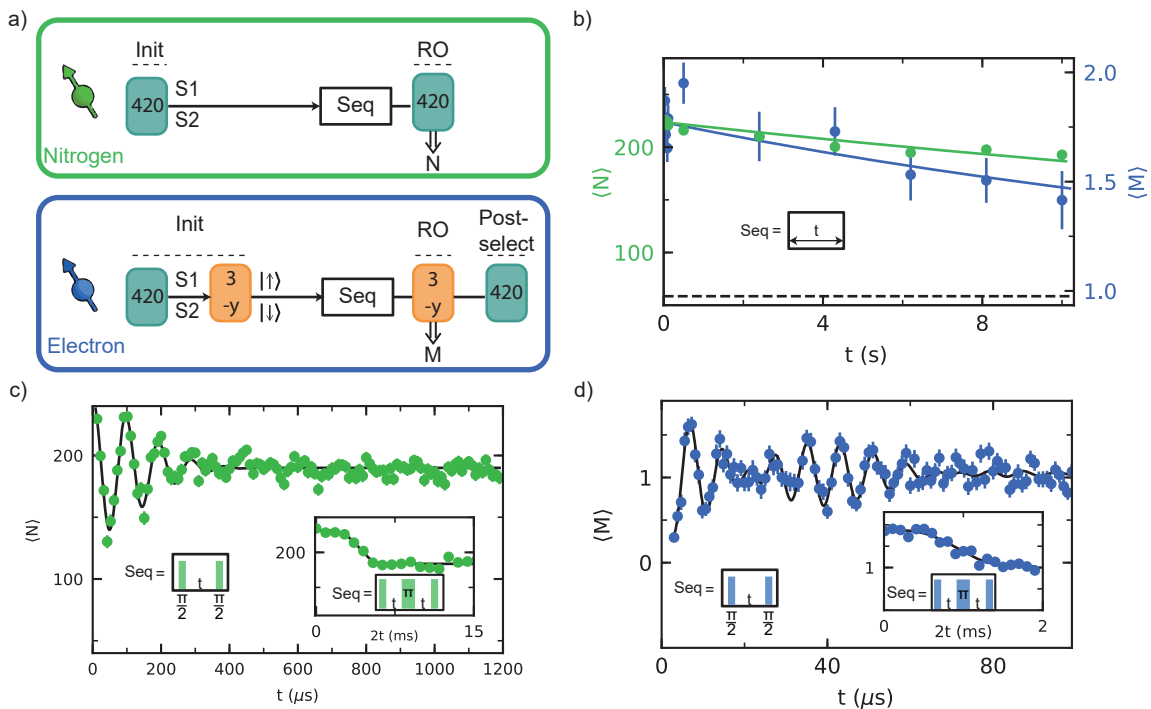 a)
Init
RO
420
S1
S2
Seq
420
N
Nitrogen
Init
RO
Post-
select
420
S1
S2
3
-y
|↑⟩
|↓⟩
Seq
3
-y
420
M
Electron
b)
⟨N⟩
200
100
2.0
1.5
1.0
⟨M⟩
Seq =
t
0
4
8
t (s)
c)
⟨N⟩
200
100
Seq=
t
π/2
π/2
200
Seq=
π
t
t
0
2t (ms)
15
0
200
400
600
800
1000
1200
t (μs)
d)
⟨M⟩
1
0
Seq =
t
π/2
π/2
1
Seq=
π
t
t
0
2t (ms)
2
0
40
80
t (μs)